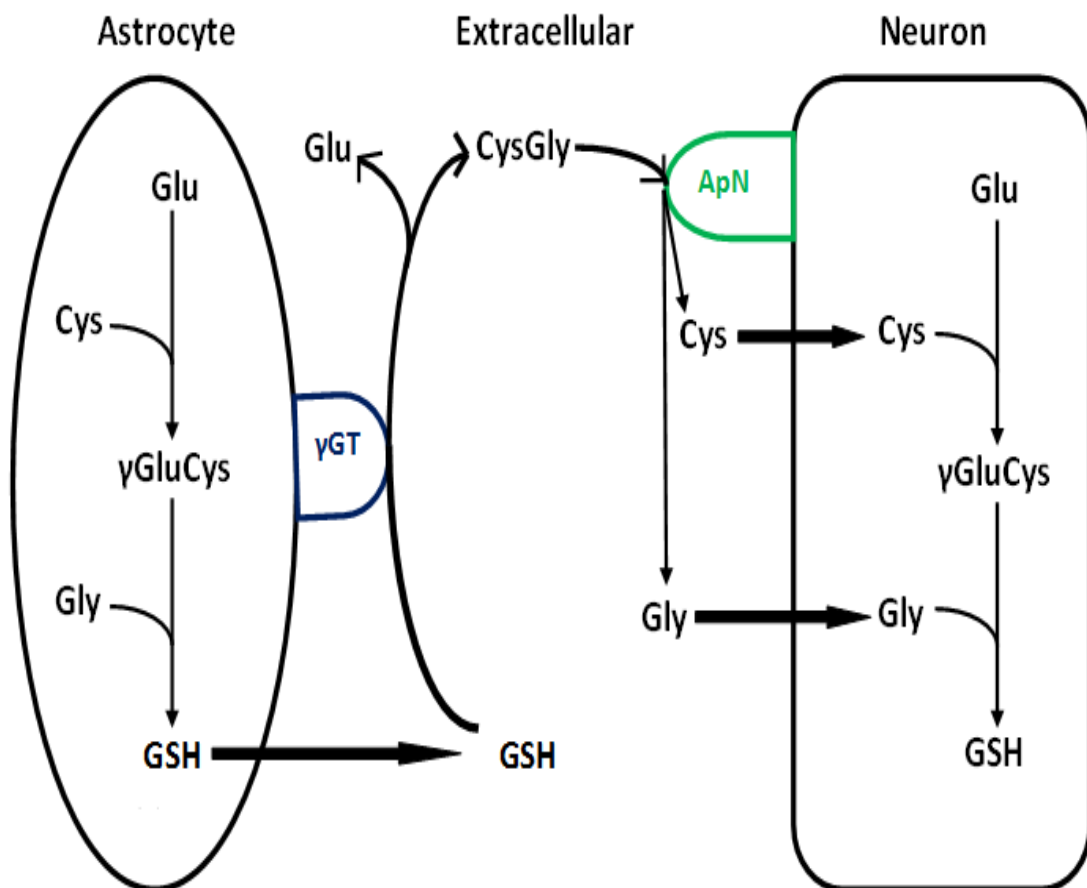 Astrocyte Extracellular Neuron
Glu CysGly ApN
Glu Glu
Cys Cys Cys
γGT
γGluCys γGluCys
Gly Gly Gly
GSH GSH GSH